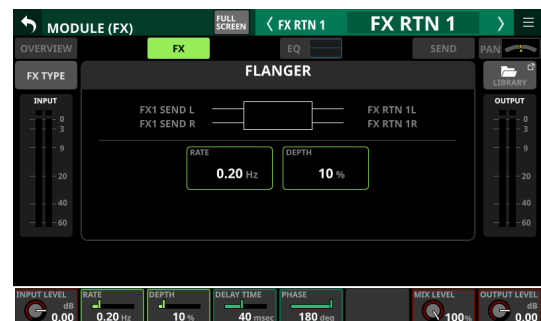 MODULE (FX)
FULL SCREEN
FX RTN 1
FX RTN 1
OVERVIEW
FX
EQ
SEND
PAN
FX TYPE
FLANGER
LIBRARY
INPUT
OUTPUT
FX1 SEND L
FX RTN 1L
FX1 SEND R
FX RTN 1R
0
3
9
20
40
60
0
3
9
20
40
60
RATE
0.20 Hz
DEPTH
10 %
INPUT LEVEL
dB
0.00
RATE
0.20 Hz
DEPTH
10 %
DELAY TIME
40 msec
PHASE
180 deg
MIX LEVEL
100%
OUTPUT LEVEL
dB
0.00